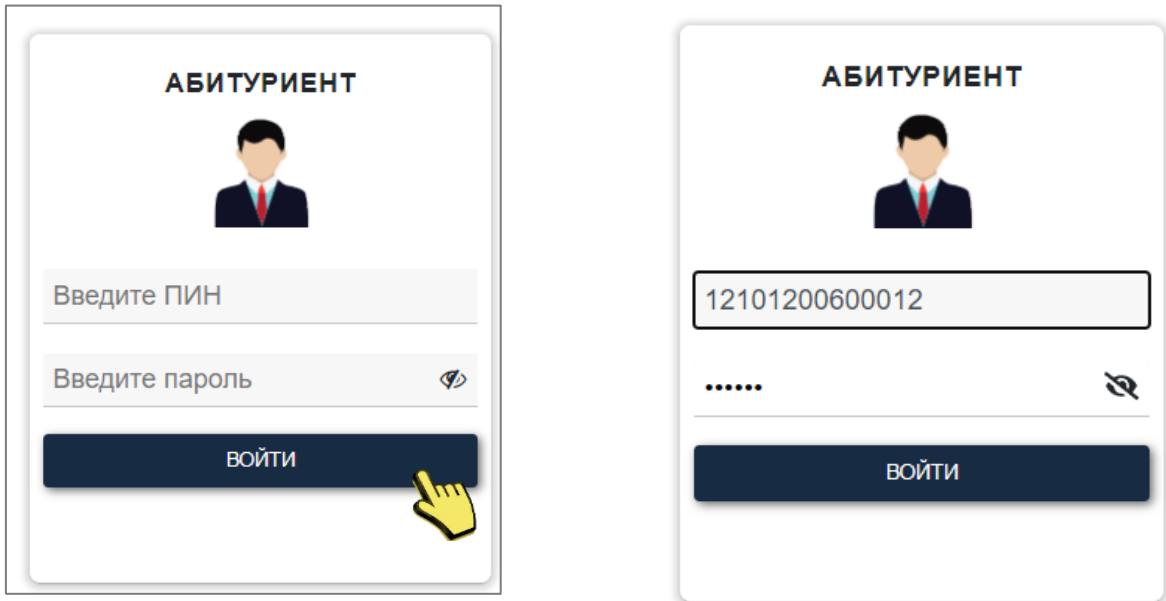 АБИТУРИЕНТ
Введите ПИН
Введите пароль
ВОЙТИ
АБИТУРИЕНТ
12101200600012
••••••
ВОЙТИ